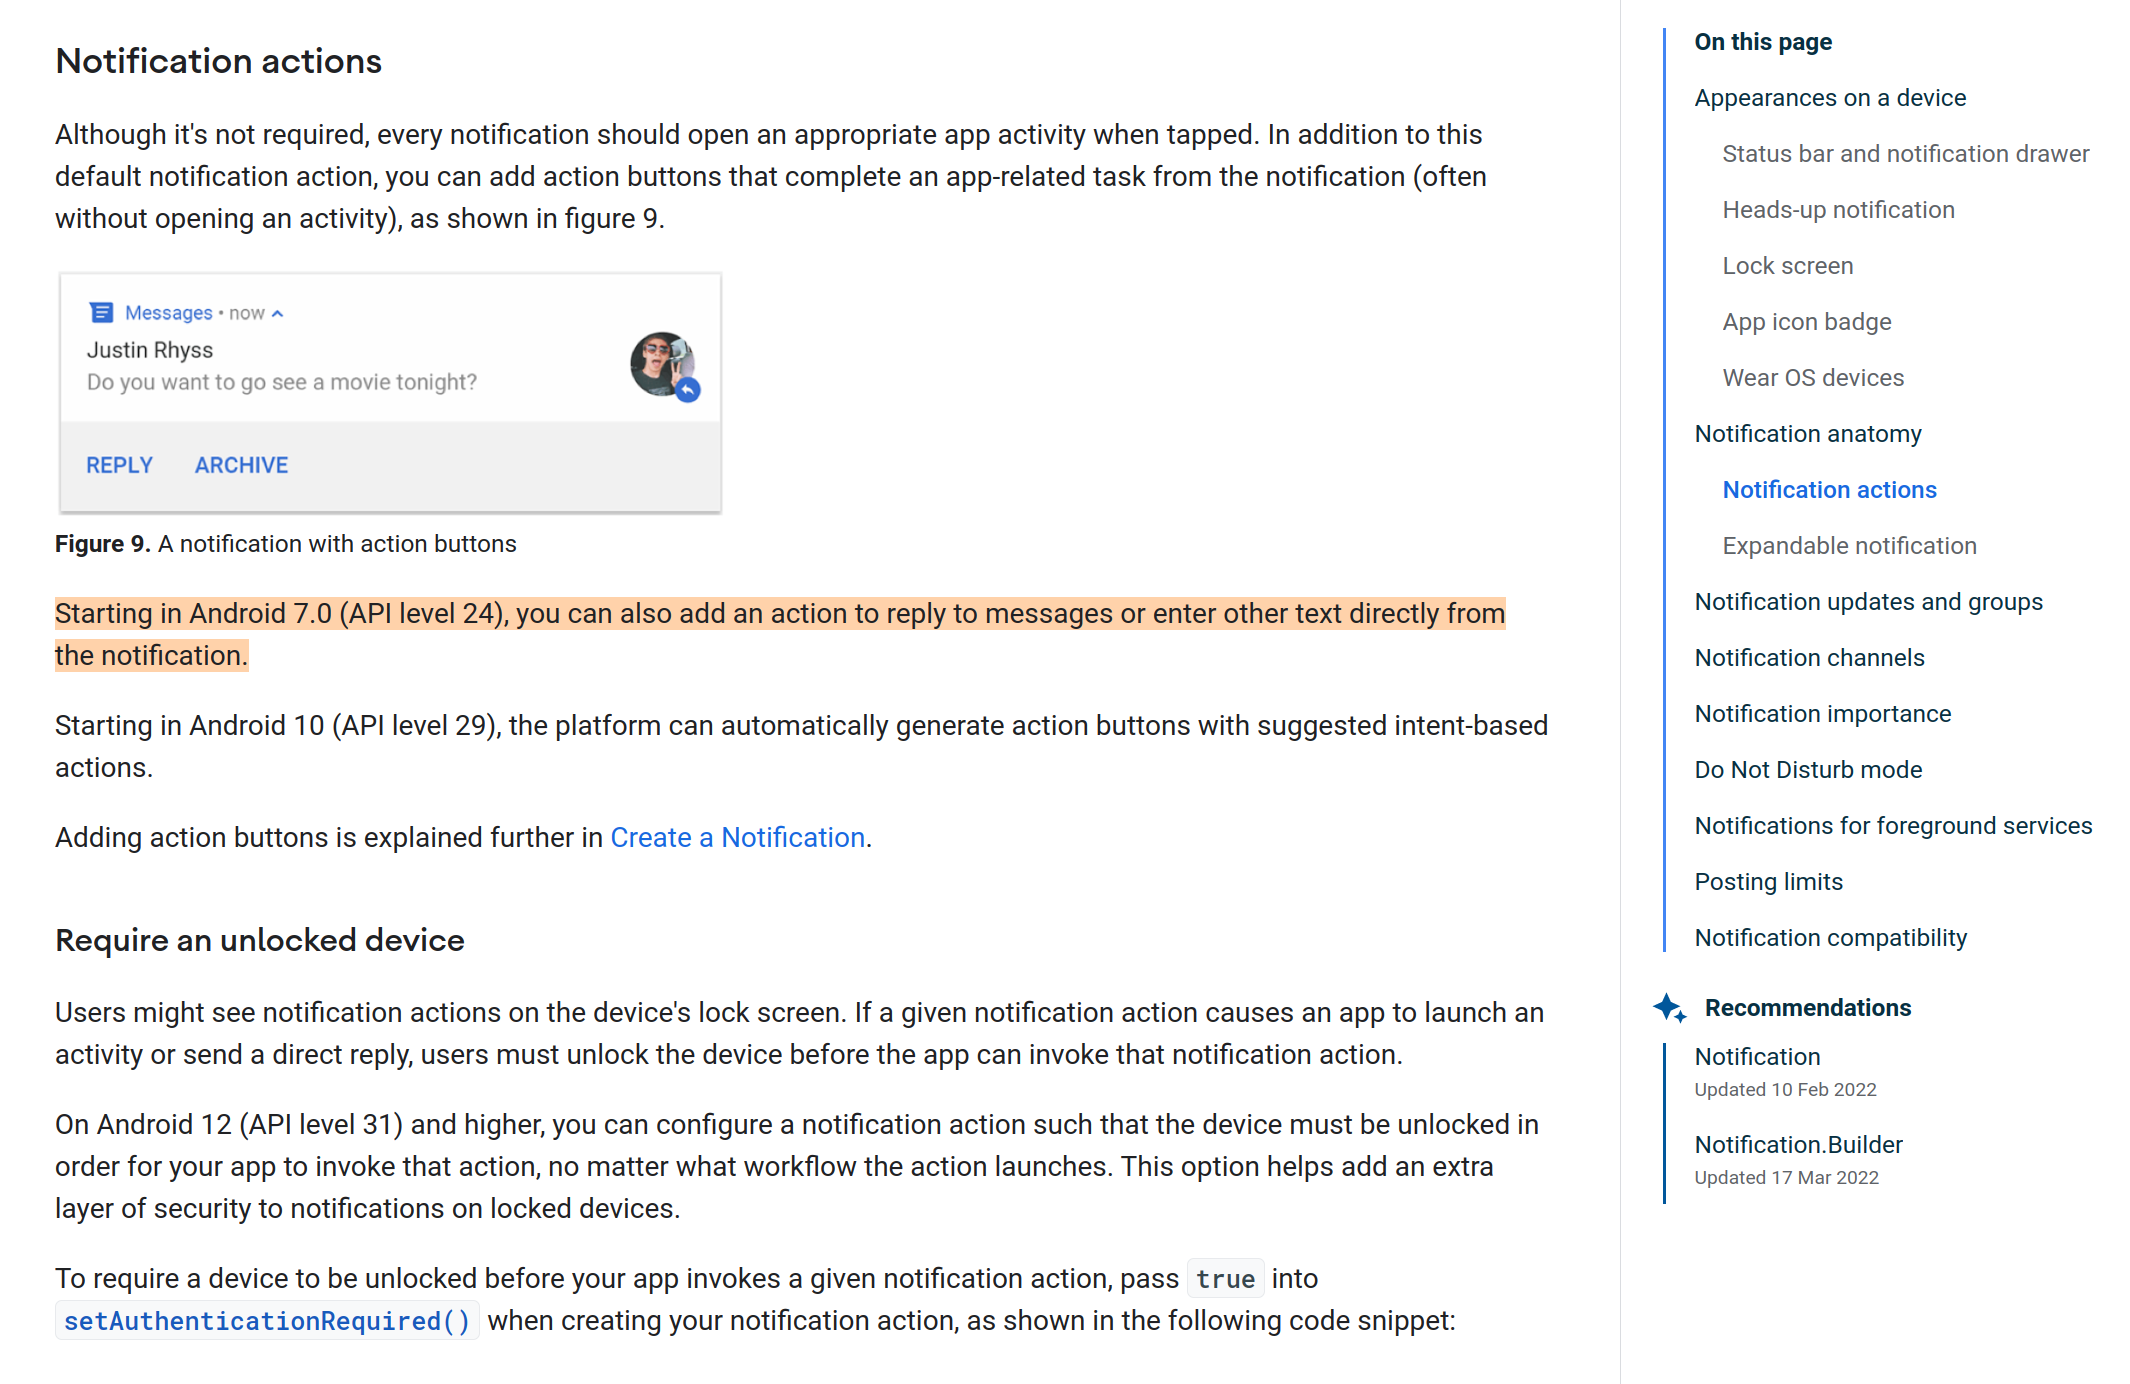 Notification actions
Although it's not required, every notification should open an appropriate app activity when tapped. In addition to this
default notification action, you can add action buttons that complete an app-related task from the notification (often
without opening an activity), as shown in figure 9.
Messages • now
Justin Rhyss
Do you want to go see a movie tonight?
REPLY ARCHIVE
Figure 9. A notification with action buttons
Starting in Android 7.0 (API level 24), you can also add an action to reply to messages or enter other text directly from
the notification.
Starting in Android 10 (API level 29), the platform can automatically generate action buttons with suggested intent-based
actions.
Adding action buttons is explained further in Create a Notification.
Require an unlocked device
Users might see notification actions on the device's lock screen. If a given notification action causes an app to launch an
activity or send a direct reply, users must unlock the device before the app can invoke that notification action.
On Android 12 (API level 31) and higher, you can configure a notification action such that the device must be unlocked in
order for your app to invoke that action, no matter what workflow the action launches. This option helps add an extra
layer of security to notifications on locked devices.
To require a device to be unlocked before your app invokes a given notification action, pass true into
setAuthenticationRequired() when creating your notification action, as shown in the following code snippet:
On this page
Appearances on a device
Status bar and notification drawer
Heads-up notification
Lock screen
App icon badge
Wear OS devices
Notification anatomy
Notification actions
Expandable notification
Notification updates and groups
Notification channels
Notification importance
Do Not Disturb mode
Notifications for foreground services
Posting limits
Notification compatibility
Recommendations
Notification
Updated 10 Feb 2022
Notification.Builder
Updated 17 Mar 2022